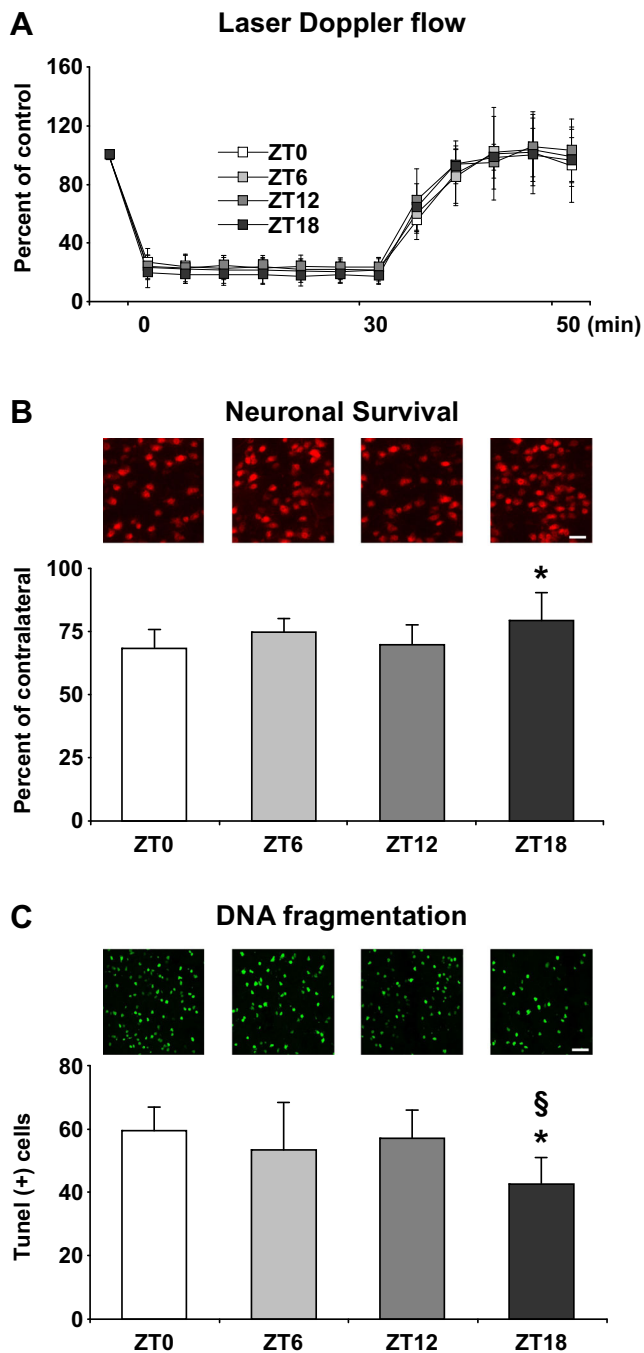 A Laser Doppler flow
Percent of control
160
120
80
40
0
ZT0
ZT6
ZT12
ZT18
0 30 50 (min)
B Neuronal Survival
Percent of contralateral
100
75
50
25
0
*
ZT0 ZT6 ZT12 ZT18
C DNA fragmentation
Tunel (+) cells
80
60
40
20
0
§
*
ZT0 ZT6 ZT12 ZT18